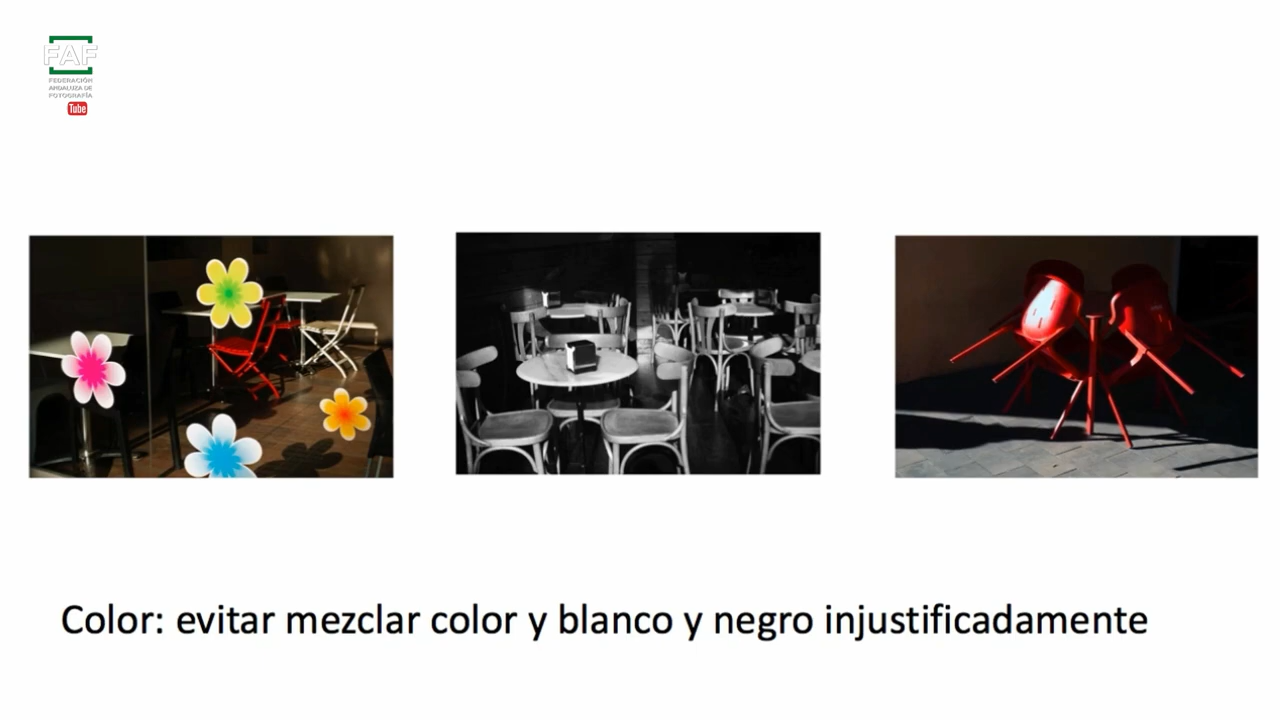 FAF
FEDERACIÓN
ANDALUZA DE
FOTOGRAFÍA
Tube
Color: evitar mezclar color y blanco y negro injustificadamente